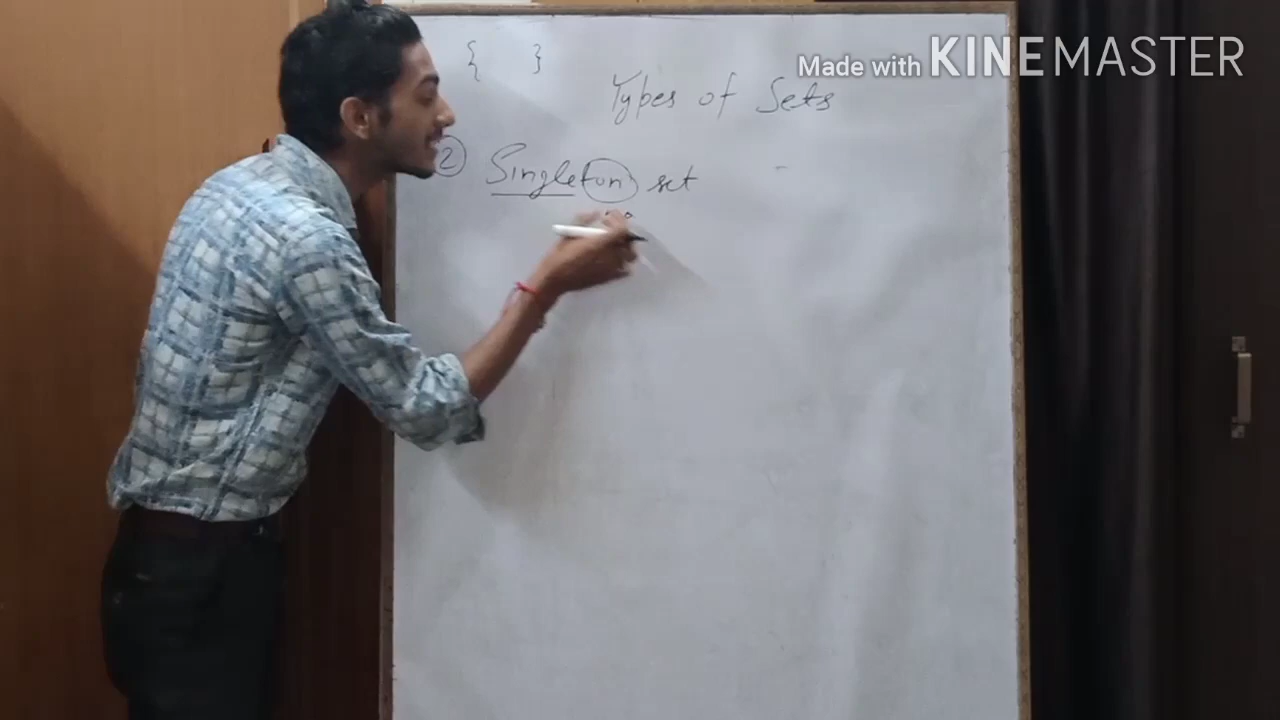 { }
Made with KINEMASTER
Types of Sets
② Singleton set